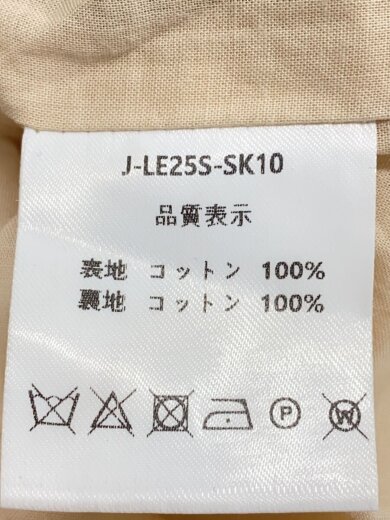 J-LE25S-SK10
品質表示
表地 コットン 100%
裏地 コットン 100%
P
W